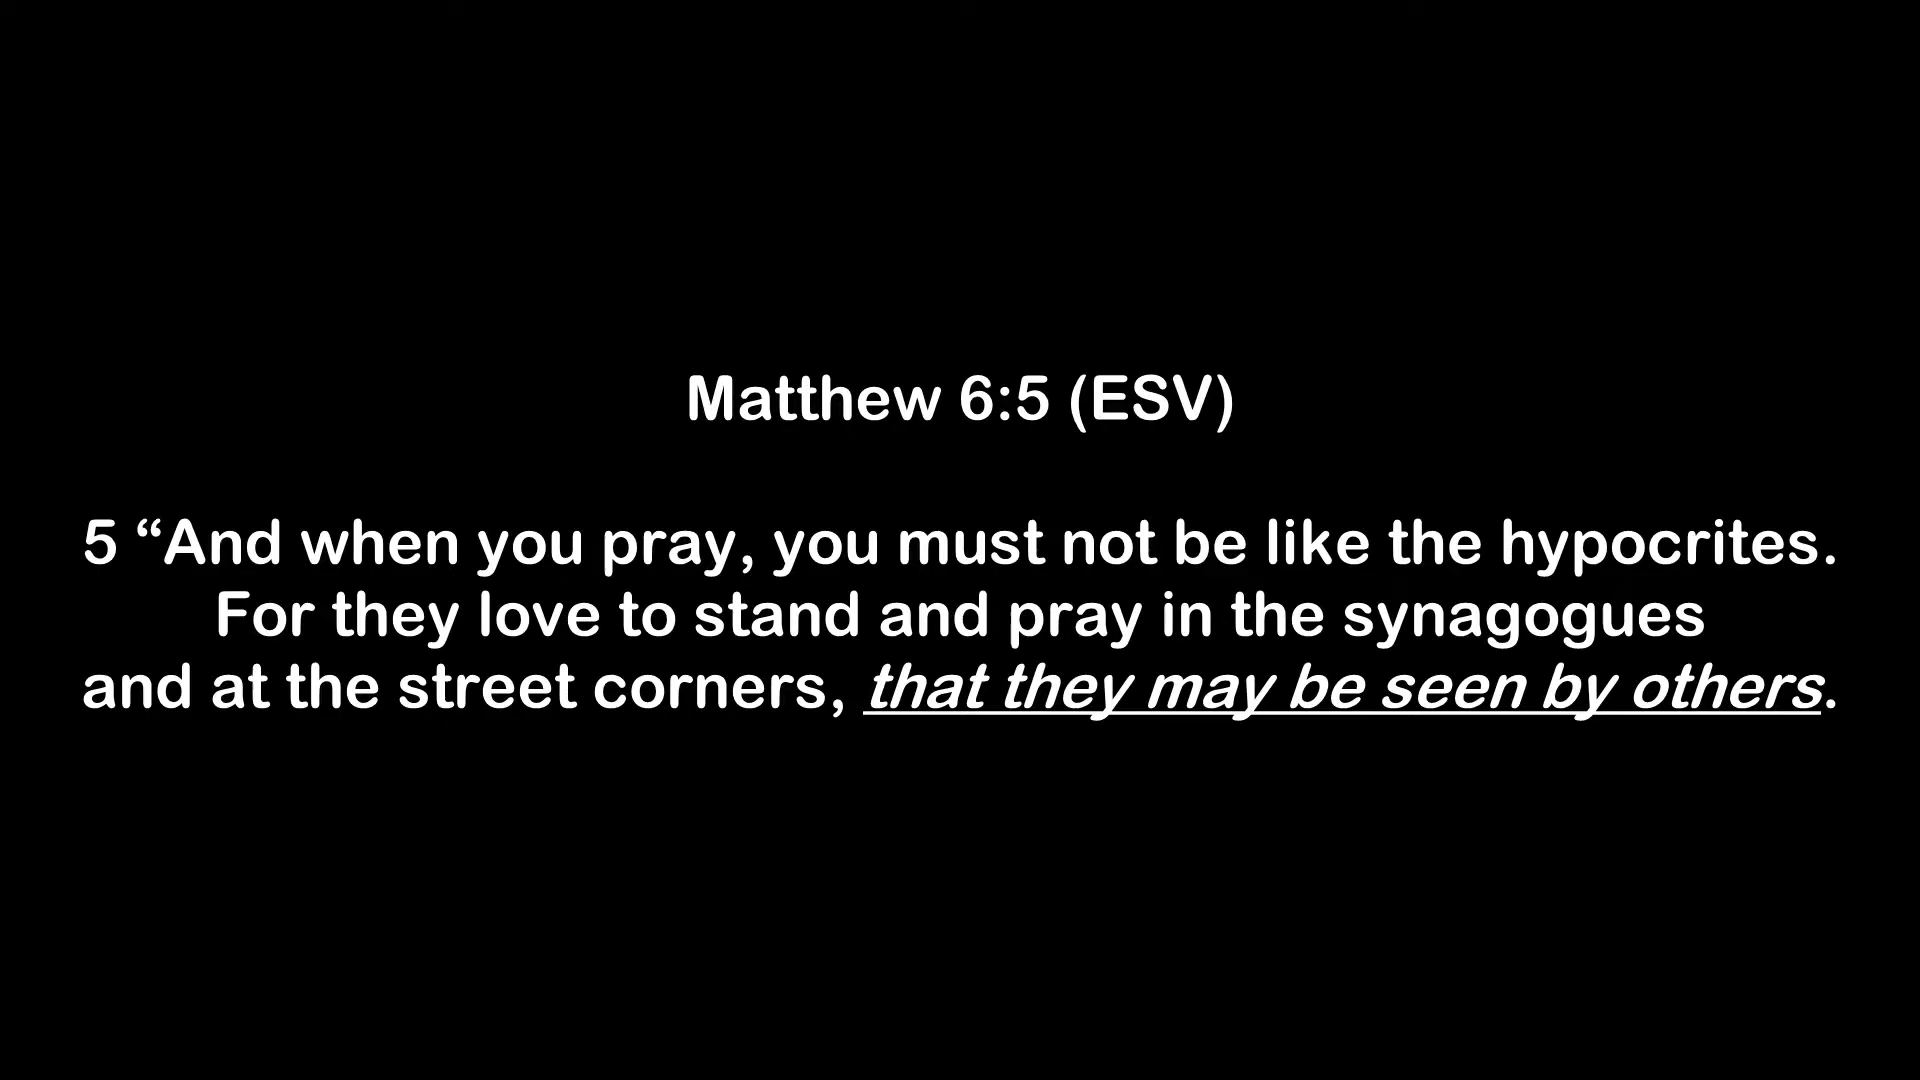 Matthew 6:5 (ESV)
5 “And when you pray, you must not be like the hypocrites.
For they love to stand and pray in the synagogues
and at the street corners, that they may be seen by others.